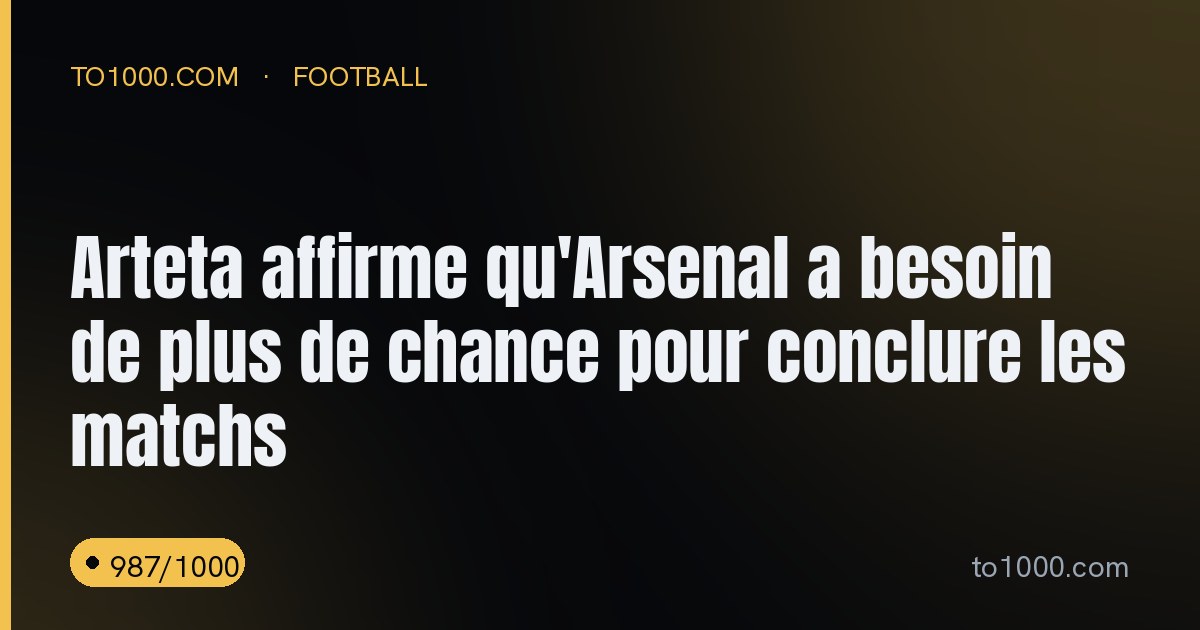 TO1000.COM · FOOTBALL
Arteta affirme qu'Arsenal a besoin
de plus de chance pour conclure les
matchs
987/1000
to1000.com